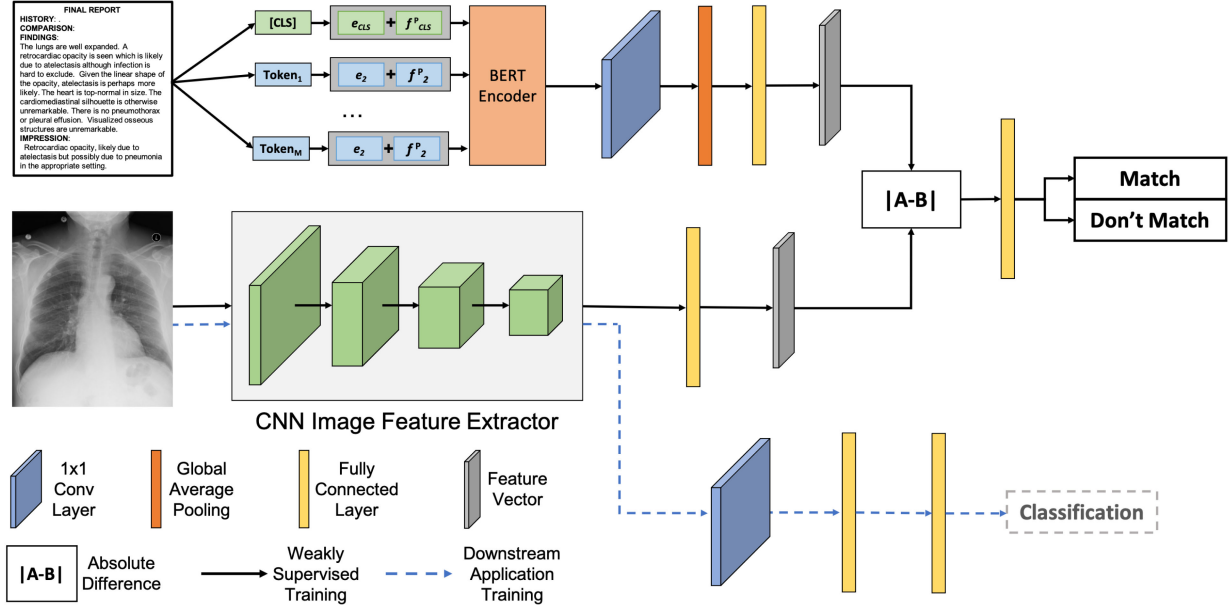 FINAL REPORT
HISTORY: .
COMPARISON:
FINDINGS:
The lungs are well expanded. A
retrocardiac opacity is seen which is likely
due to atelectasis although infection is
hard to exclude. Given the linear shape of
the opacity, atelectasis is perhaps more
likely. The heart is top-normal in size. The
cardiomediastinal silhouette is otherwise
unremarkable. There is no pneumothorax
or pleural effusion. Visualized osseous
structures are unremarkable.
IMPRESSION:
Retrocardiac opacity, likely due to
atelectasis but possibly due to pneumonia
in the appropriate setting.
[CLS]
e_CLS + f^P_CLS
Token_1
e_2 + f^P_2
...
Token_M
e_2 + f^P_2
BERT
Encoder
|A-B|
Match
Don't Match
L
CNN Image Feature Extractor
1x1
Conv
Layer
Global
Average
Pooling
Fully
Connected
Layer
Feature
Vector
Classification
|A-B|
Absolute
Difference
Weakly
Supervised
Training
Downstream
Application
Training